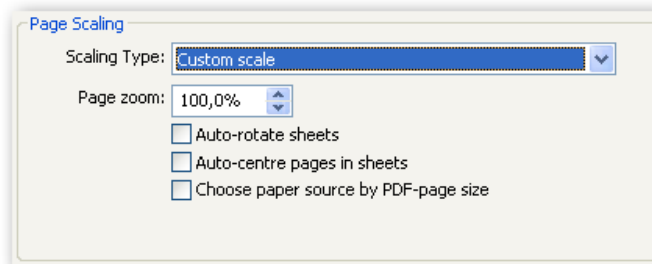 Page Scaling
Scaling Type: Custom scale
Page zoom: 100,0%
Auto-rotate sheets
Auto-centre pages in sheets
Choose paper source by PDF-page size